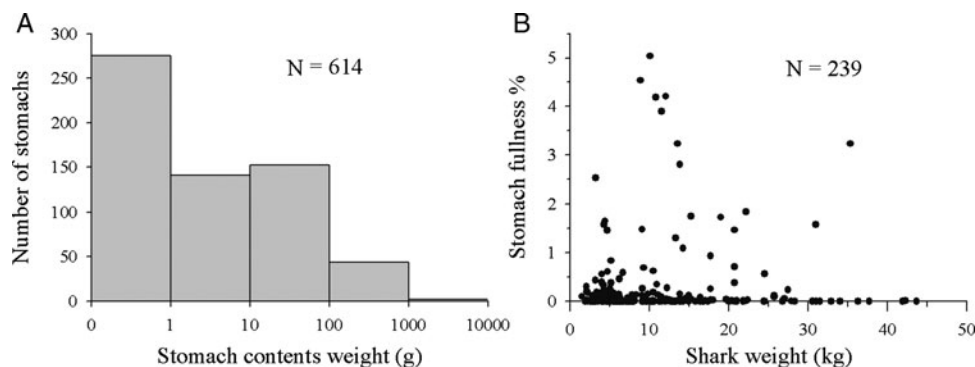 A
N = 614
Number of stomachs
300
250
200
150
100
50
0
0 1 10 100 1000 10000
Stomach contents weight (g)
B
N = 239
Stomach fullness %
5
4
3
2
1
0
0 10 20 30 40 50
Shark weight (kg)